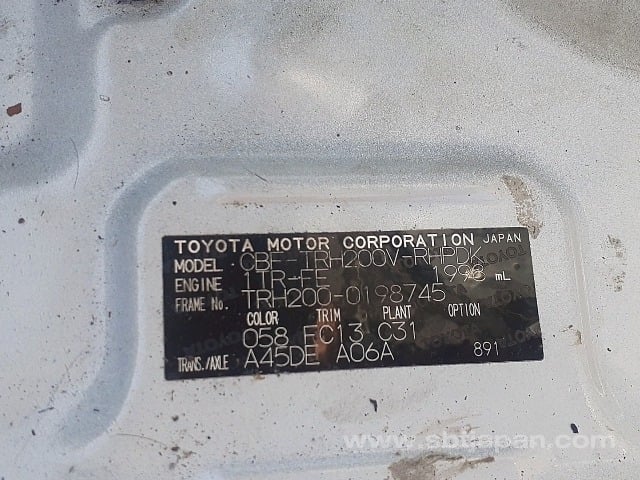 TOYOTA MOTOR CORPORATION JAPAN
MODEL CBF-TRH200V-RHPDK
ENGINE 1TR-FE 1998 mL
FRAME No. TRH200-0198745
COLOR TRIM PLANT OPTION
058 FC13 C31
TRANS./AXLE A45DE A06A 891
www.sbtjapan.com